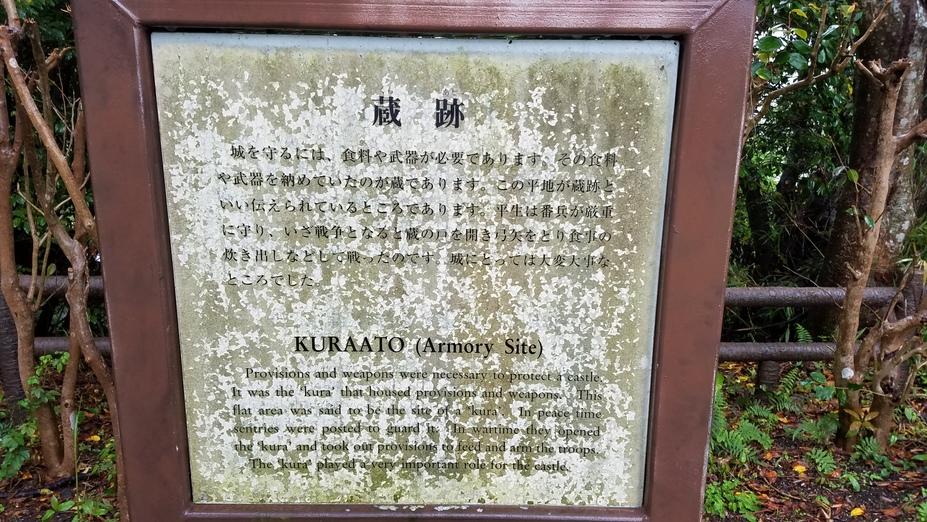 蔵 跡
城を守るには、食料や武器が必要であります。その食料
や武器を納めていたのが蔵であります。この平地が蔵跡と
いい伝えられているところであります。平生は番兵が厳重
に守り、いざ戦争となると蔵の戸を開き弓矢をとり食事の
炊き出しなどして戦ったのです。城にとっては大変大事な
ところでした。
KURAATO (Armory Site)
Provisions and weapons were necessary to protect a castle.
It was the 'kura' that housed provisions and weapons. This
flat area was said to be the site of a 'kura'. In peace time
sentries were posted to guard it. In wartime they opened
the 'kura' and took out provisions to feed and arm the troops.
The 'kura' played a very important role for the castle.